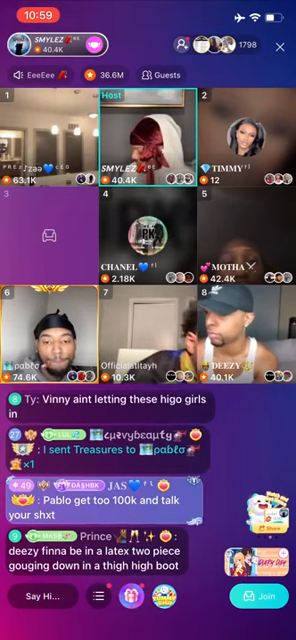 10:59
SMYLEZ
40.4K
1798
EeeEee
36.6M
Guests
1
Host
2
63.1K
SMYLEZ
40.4K
TIMMY
12
3
4
5
CHANEL
2.18K
MOTHA
42.4K
6
7
8
74.6K
Officialstitayh
10.3K
DEEZY
40.1K
8 Ty: Vinny aint letting these higo girls
in
27
: I sent Treasures to
x1
49 JAS
: Pablo get too 100k and talk
your shxt
9 Prince :
deezy finna be in a latex two piece
gouging down in a thigh high boot
Share
Say Hi...
Join